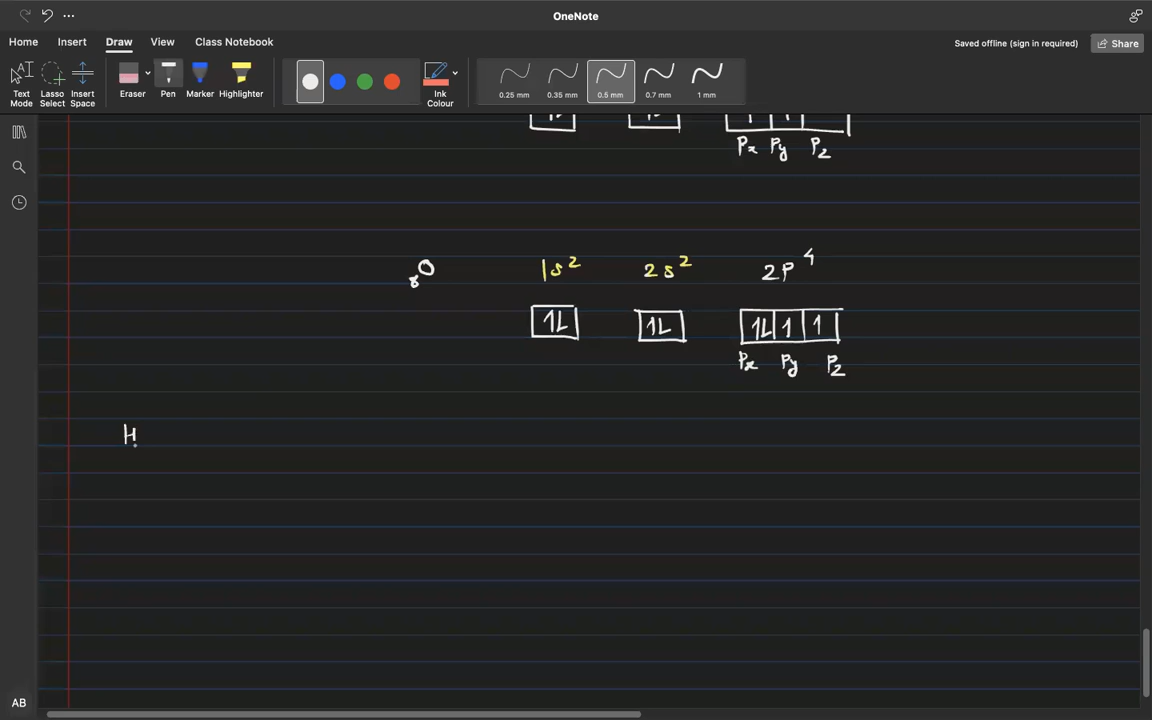 OneNote
Home Insert Draw View Class Notebook
Saved offline (sign in required) Share
Text Mode Lasso Select Insert Space Eraser Pen Marker Highlighter Ink Colour 0.25 mm 0.35 mm 0.5 mm 0.7 mm 1 mm
1 1
Px Py Pz
₈O 1s² 2s² 2p⁴
1L 1L 1L 1 1
Px Py Pz
H
AB